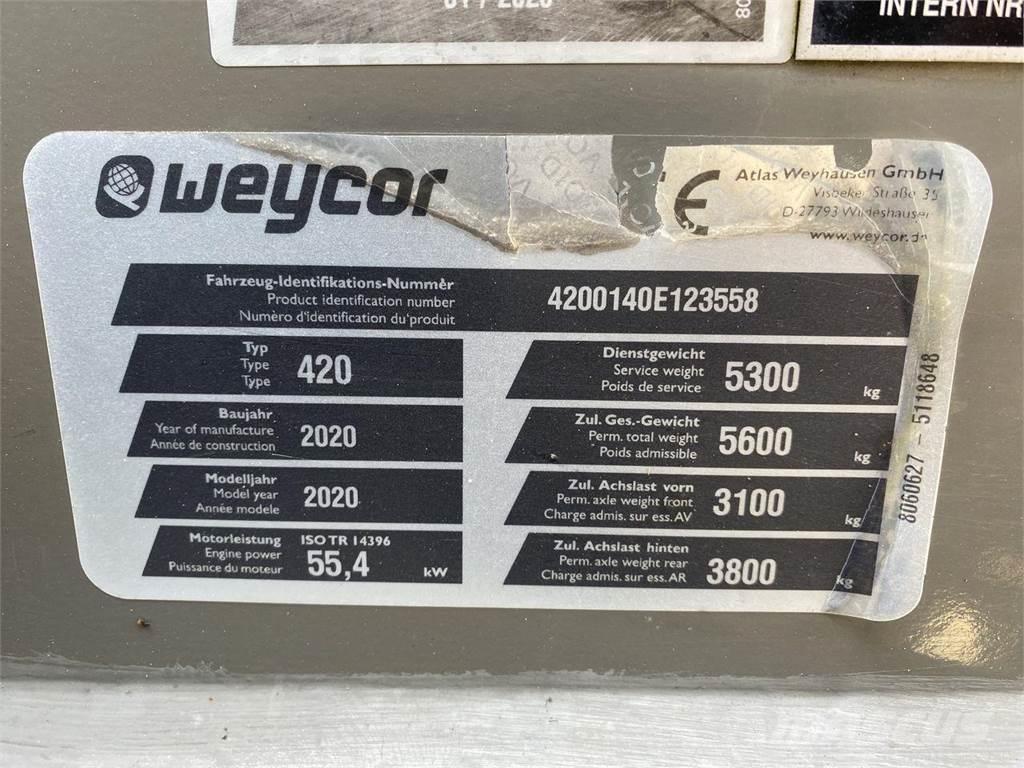 INTERN NR
weycor
CE
Atlas Weyhausen GmbH
Visbeker Straße 35
D-27793 Wildeshausen
www.weycor.de
Fahrzeug-Identifikations-Nummer
Product identification number
Numèro d'identification du produit
4200140E123558
Typ
Type
Type
420
Baujahr
Year of manufacture
Année de construction
2020
Modelljahr
Model year
Année modele
2020
Motorleistung ISO TR 14396
Engine power
Puissance du moteur
55,4 kW
Dienstgewicht
Service weight
Poids de service
5300 kg
Zul. Ges.-Gewicht
Perm. total weight
Poids admissible
5600 kg
Zul. Achslast vorn
Perm. axle weight front
Charge admis. sur ess. AV
3100 kg
Zul. Achslast hinten
Perm. axle weight rear
Charge admis. sur ess. AR
3800 kg
8060627 - 5118648